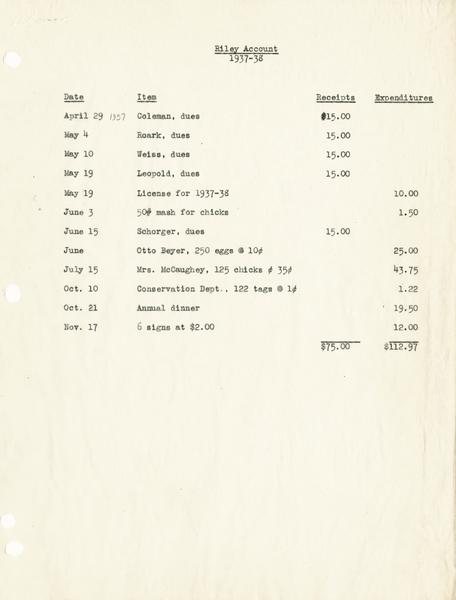 Riley Account
1937-38
Date Item Receipts Expenditures
April 29 1937 Coleman, dues $15.00
May 4 Roark, dues 15.00
May 10 Weiss, dues 15.00
May 19 Leopold, dues 15.00
May 19 License for 1937-38 10.00
June 3 50# mash for chicks 1.50
June 15 Schorger, dues 15.00
June Otto Beyer, 250 eggs @ 10¢ 25.00
July 15 Mrs. McCaughey, 125 chicks ¢ 35¢ 43.75
Oct. 10 Conservation Dept., 122 tags @ 1¢ 1.22
Oct. 21 Annual dinner 19.50
Nov. 17 6 signs at $2.00 12.00
$75.00 $112.97